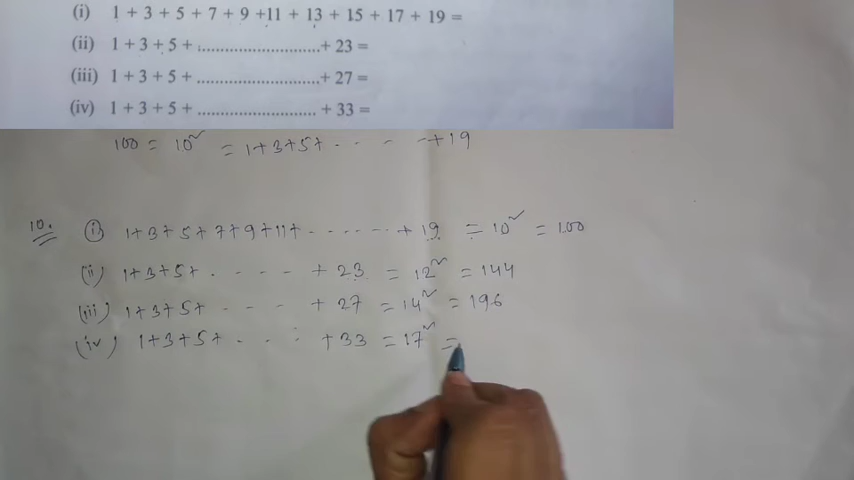 (i) 1 + 3 + 5 + 7 + 9 +11 + 13 + 15 + 17 + 19 =
(ii) 1 + 3 + 5 + ............................+ 23 =
(iii) 1 + 3 + 5 + ............................+ 27 =
(iv) 1 + 3 + 5 + ........................... + 33 =
100 = 10² = 1+3+5+ - - - - +19
10. (i) 1+3+5+7+9+11+ - - - - - - + 19 = 10² = 100
(ii) 1+3+5+ - - - - - + 23 = 12² = 144
(iii) 1+3+5+ - - - - + 27 = 14² = 196
(iv) 1+3+5+ - - - + 33 = 17² =